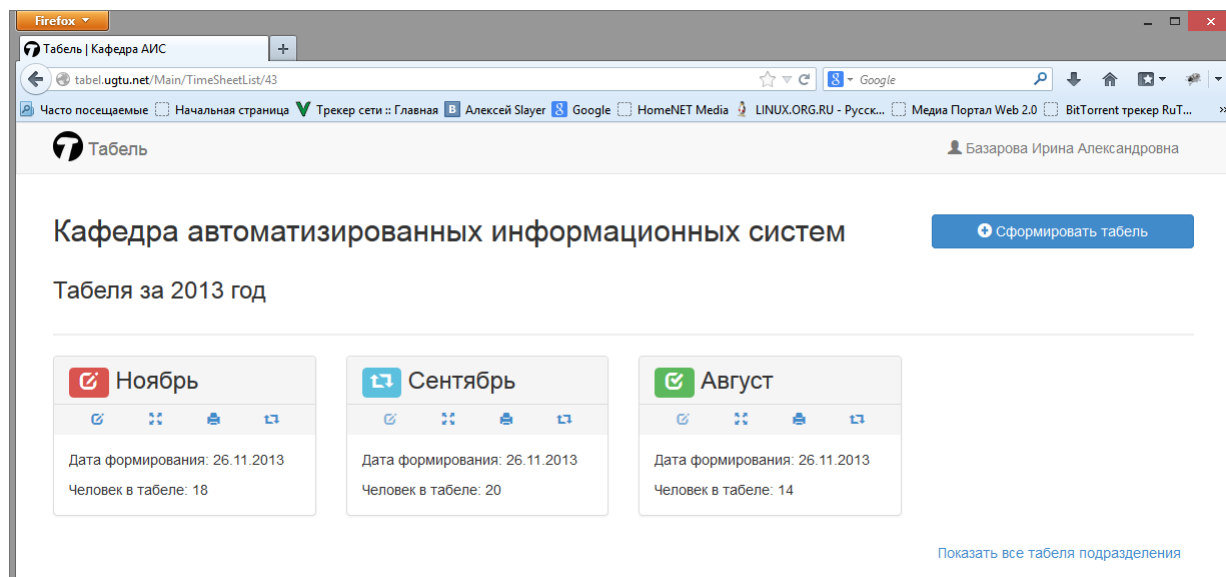 Firefox
Табель | Кафедра АИС
tabel.ugtu.net/Main/TimeSheetList/43
Google
Часто посещаемые Начальная страница Трекер сети :: Главная Алексей Slayer Google HomeNET Media LINUX.ORG.RU - Русск... Медиа Портал Web 2.0 BitTorrent трекер RuT...
Табель Базарова Ирина Александровна
Кафедра автоматизированных информационных систем
Сформировать табель
Табеля за 2013 год
Ноябрь Сентябрь Август
Дата формирования: 26.11.2013 Дата формирования: 26.11.2013 Дата формирования: 26.11.2013
Человек в табеле: 18 Человек в табеле: 20 Человек в табеле: 14
Показать все табеля подразделения